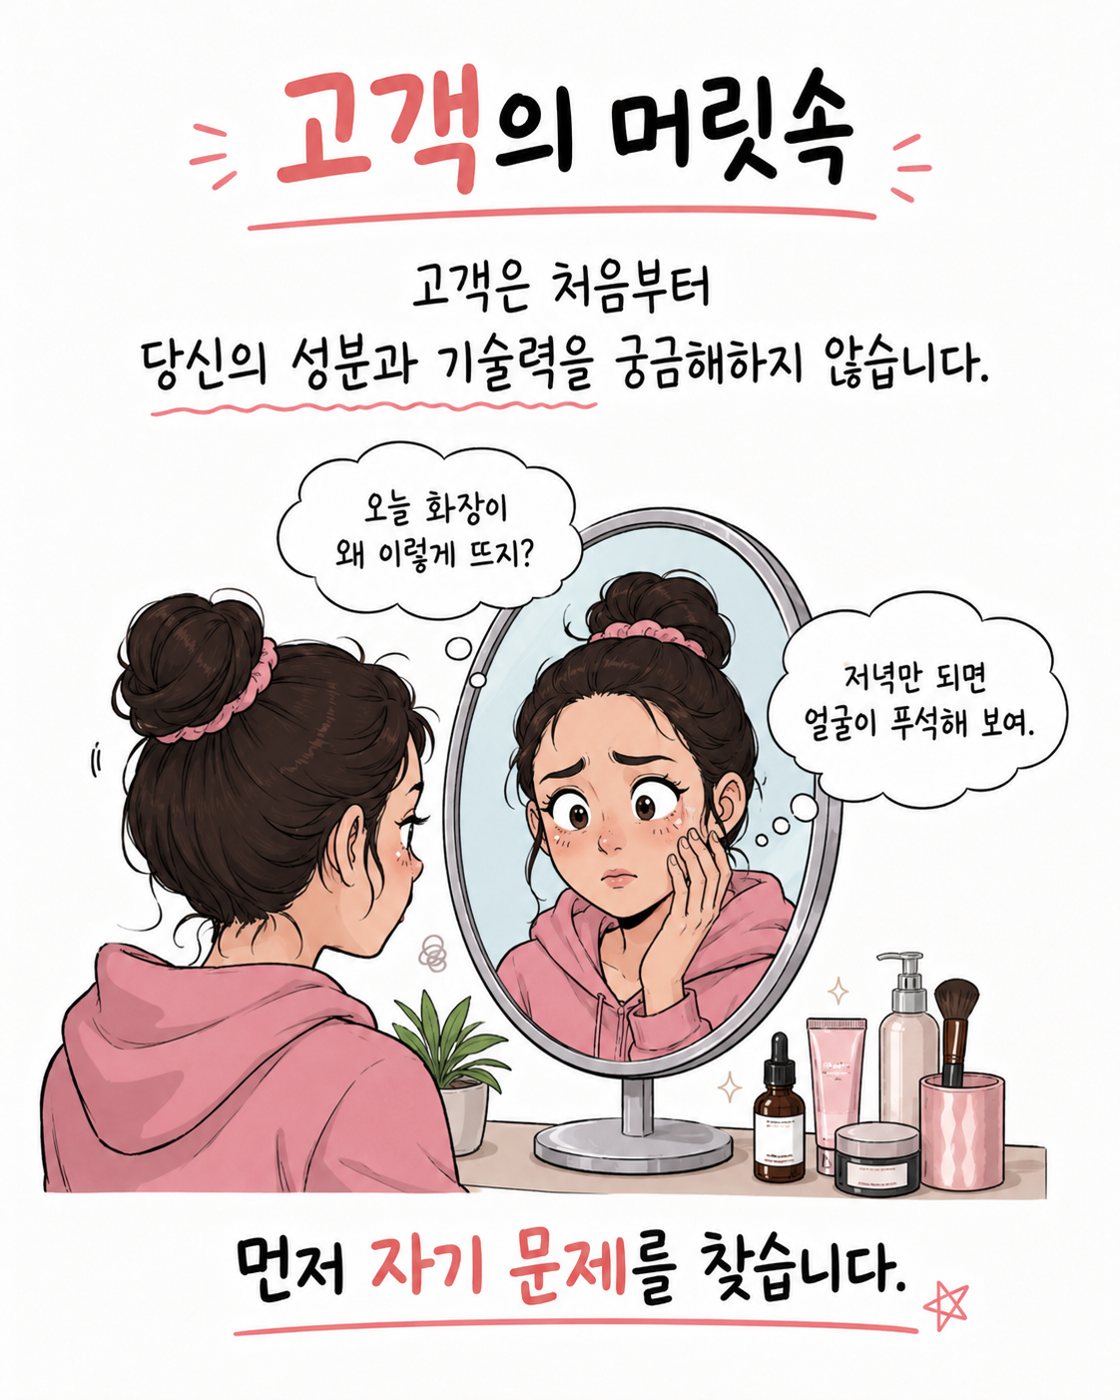 고객의 머릿속
고객은 처음부터
당신의 성분과 기술력을 궁금해하지 않습니다.
오늘 화장이
왜 이렇게 뜨지?
저녁만 되면
얼굴이 푸석해 보여.
먼저 자기 문제를 찾습니다.